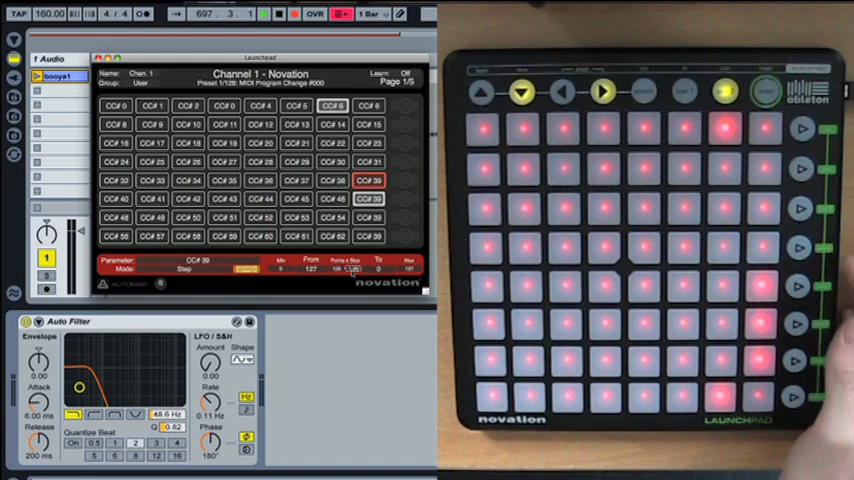 TAP 160.00 4 / 4 697. 3. 1 OVR 1 Bar
1 Audio
booya1
1
S
Launchpad
Name: Chan. 1
Group: User
Channel 1 - Novation
Preset 1/128: MIDI Program Change #000
Learn: Off
Page 1/5
CC# 0 CC# 1 CC# 2 CC# 0 CC# 4 CC# 5 CC# 6 CC# 6
CC# 8 CC# 9 CC# 10 CC# 11 CC# 12 CC# 13 CC# 14 CC# 15
CC# 16 CC# 17 CC# 18 CC# 19 CC# 20 CC# 21 CC# 22 CC# 23
CC# 24 CC# 25 CC# 26 CC# 27 CC# 28 CC# 29 CC# 30 CC# 31
CC# 32 CC# 33 CC# 34 CC# 35 CC# 36 CC# 37 CC# 38 CC# 39
CC# 40 CC# 41 CC# 42 CC# 43 CC# 44 CC# 45 CC# 46 CC# 39
CC# 48 CC# 49 CC# 50 CC# 51 CC# 52 CC# 53 CC# 54 CC# 39
CC# 56 CC# 57 CC# 58 CC# 59 CC# 60 CC# 61 CC# 62 CC# 39
Parameter: CC# 39 Min From To Max
Mode: Step 0 127 0 127
AUTOMAP novation
Auto Filter
Envelope
Attack
6.00 ms
Release
200 ms
48.6 Hz
Q 0.82
Quantize Beat
On 0.5 1 2 3 4
5 6 8 12 16
LFO / S&H
Amount Shape
0.00
Rate Hz
0.11 Hz
Phase
180°
ableton
novation LAUNCHPAD